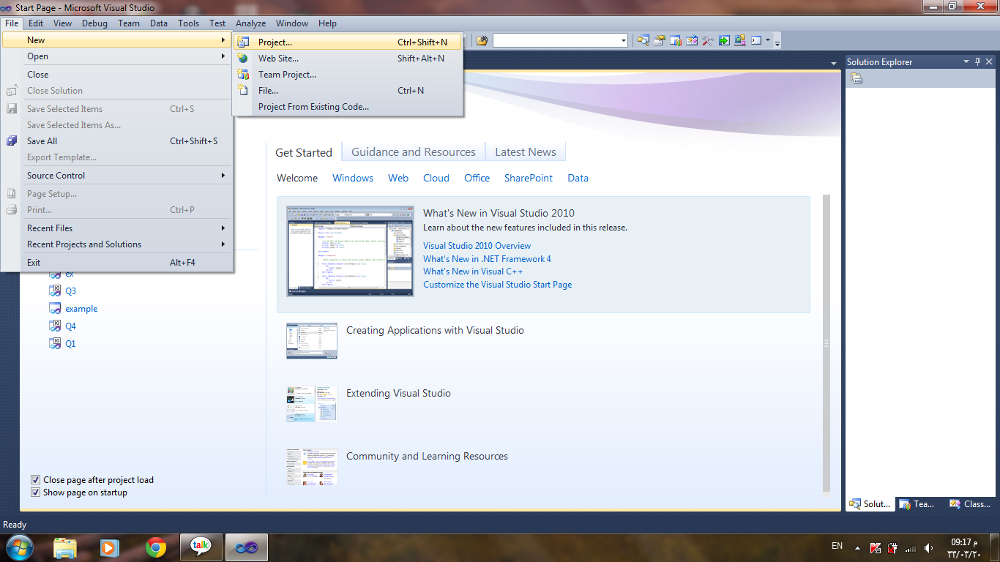 Start Page - Microsoft Visual Studio
File Edit View Debug Team Data Tools Test Analyze Window Help
New
Open
Close
Close Solution
Save Selected Items Ctrl+S
Save Selected Items As...
Save All Ctrl+Shift+S
Export Template...
Source Control
Page Setup...
Print... Ctrl+P
Recent Files
Recent Projects and Solutions
Exit Alt+F4
Project... Ctrl+Shift+N
Web Site... Shift+Alt+N
Team Project...
File... Ctrl+N
Project From Existing Code...
ex
Q3
example
Q4
Q1
Close page after project load
Show page on startup
Get Started Guidance and Resources Latest News
Welcome Windows Web Cloud Office SharePoint Data
What's New in Visual Studio 2010
Learn about the new features included in this release.
Visual Studio 2010 Overview
What's New in .NET Framework 4
What's New in Visual C++
Customize the Visual Studio Start Page
Creating Applications with Visual Studio
Extending Visual Studio
Community and Learning Resources
Solution Explorer
Solut... Tea... Class...
Ready
talk
EN
09:17 م
٣٣/٠٣/٢٠